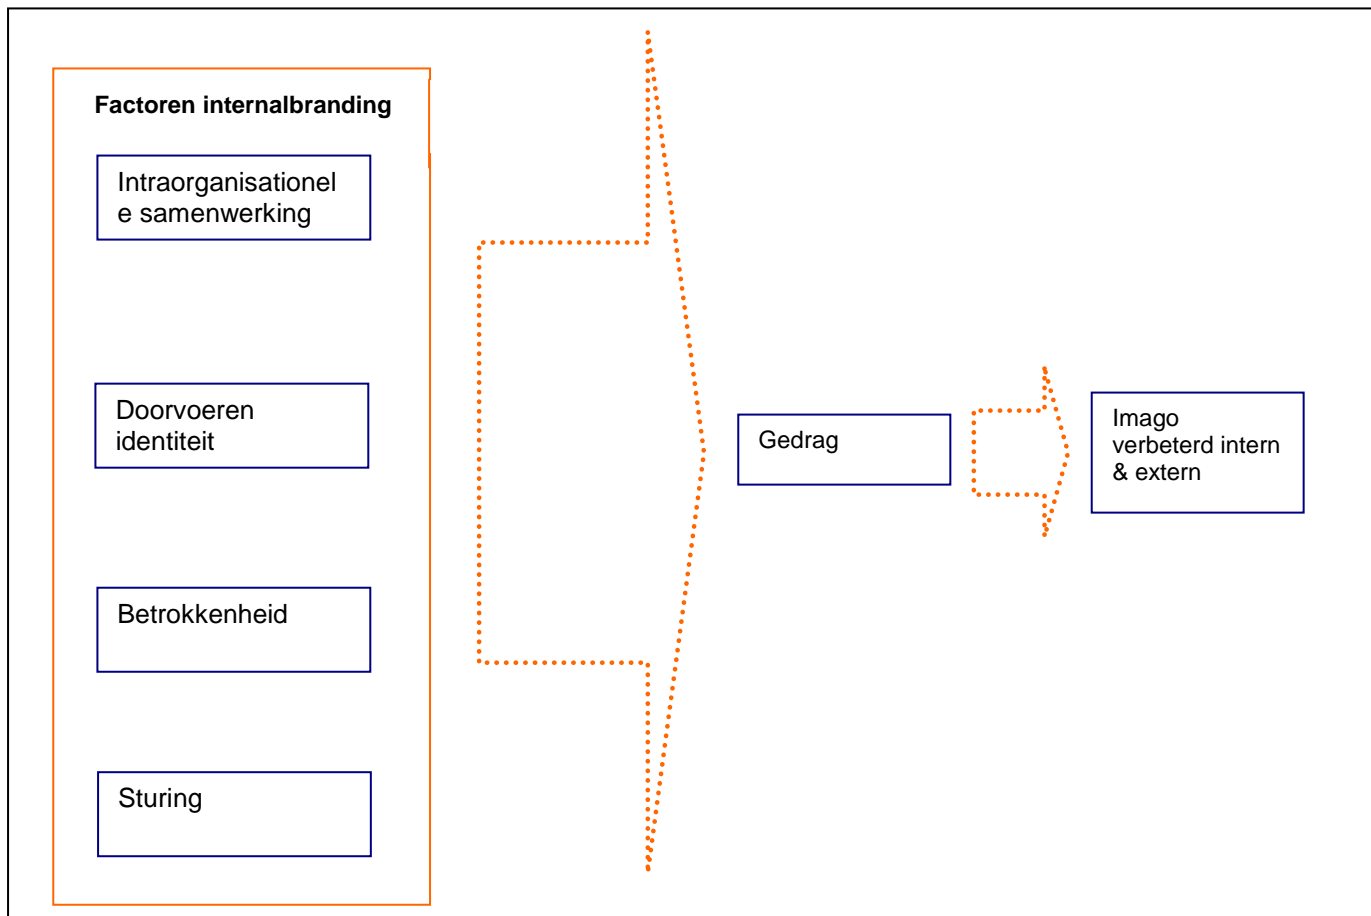 Factoren internalbranding
Intraorganisationel
e samenwerking
Doorvoeren
identiteit
Betrokkenheid
Sturing
Gedrag
Imago
verbeterd intern
& extern